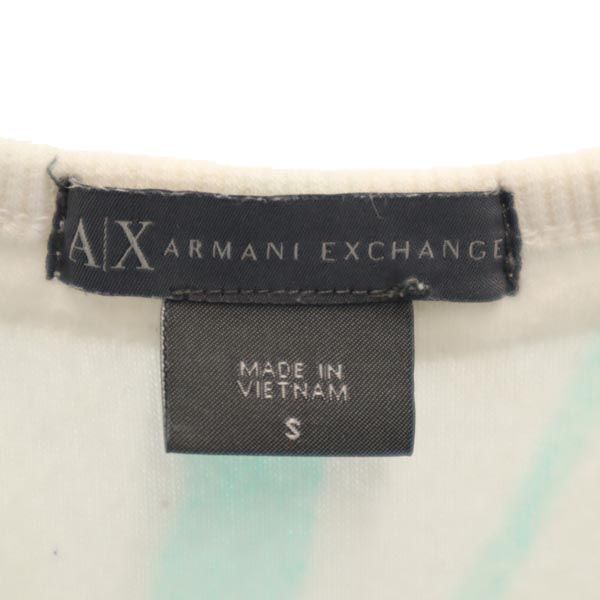 A|X ARMANI EXCHANGE
MADE IN
VIETNAM
S